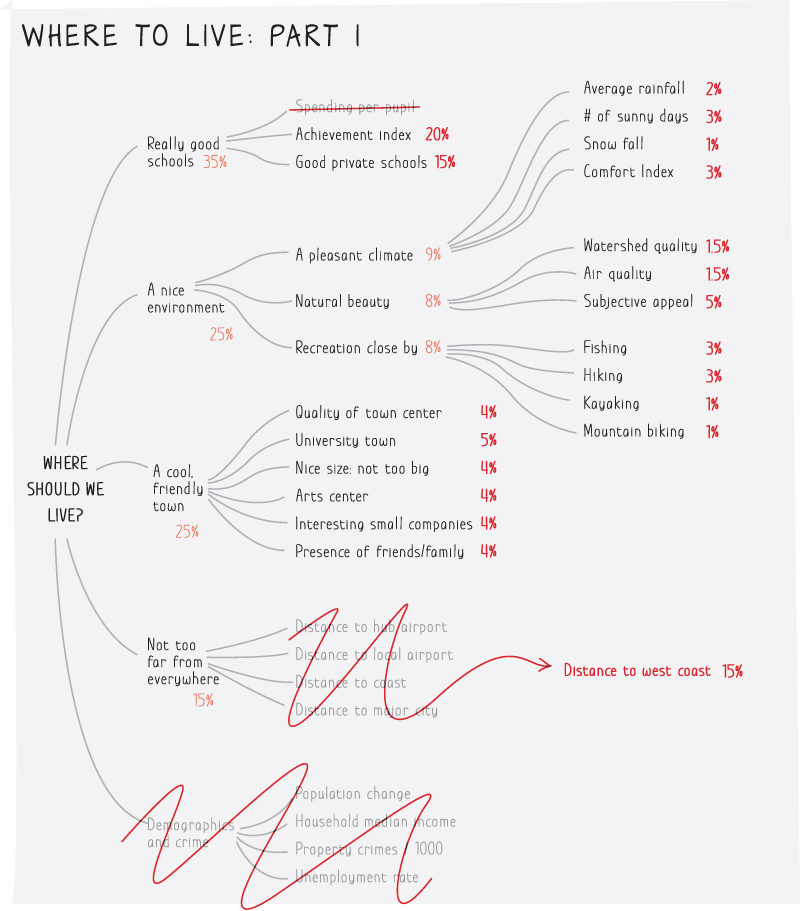 WHERE TO LIVE: PART I
Really good
schools 35%
Spending per pupil
Achievement index 20%
Good private schools 15%
A nice
environment
25%
A pleasant climate 9%
Average rainfall 2%
# of sunny days 3%
Snow fall 1%
Comfort Index 3%
Natural beauty 8%
Watershed quality 1.5%
Air quality 1.5%
Subjective appeal 5%
Recreation close by 8%
Fishing 3%
Hiking 3%
Kayaking 1%
Mountain biking 1%
WHERE
SHOULD WE
LIVE?
A cool,
friendly
town
25%
Quality of town center 4%
University town 5%
Nice size: not too big 4%
Arts center 4%
Interesting small companies 4%
Presence of friends/family 4%
Not too
far from
everywhere
15%
Distance to hub airport
Distance to local airport
Distance to coast
Distance to major city
Distance to west coast 15%
Demographics
and crime
Population change
Household median income
Property crimes / 1000
Unemployment rate